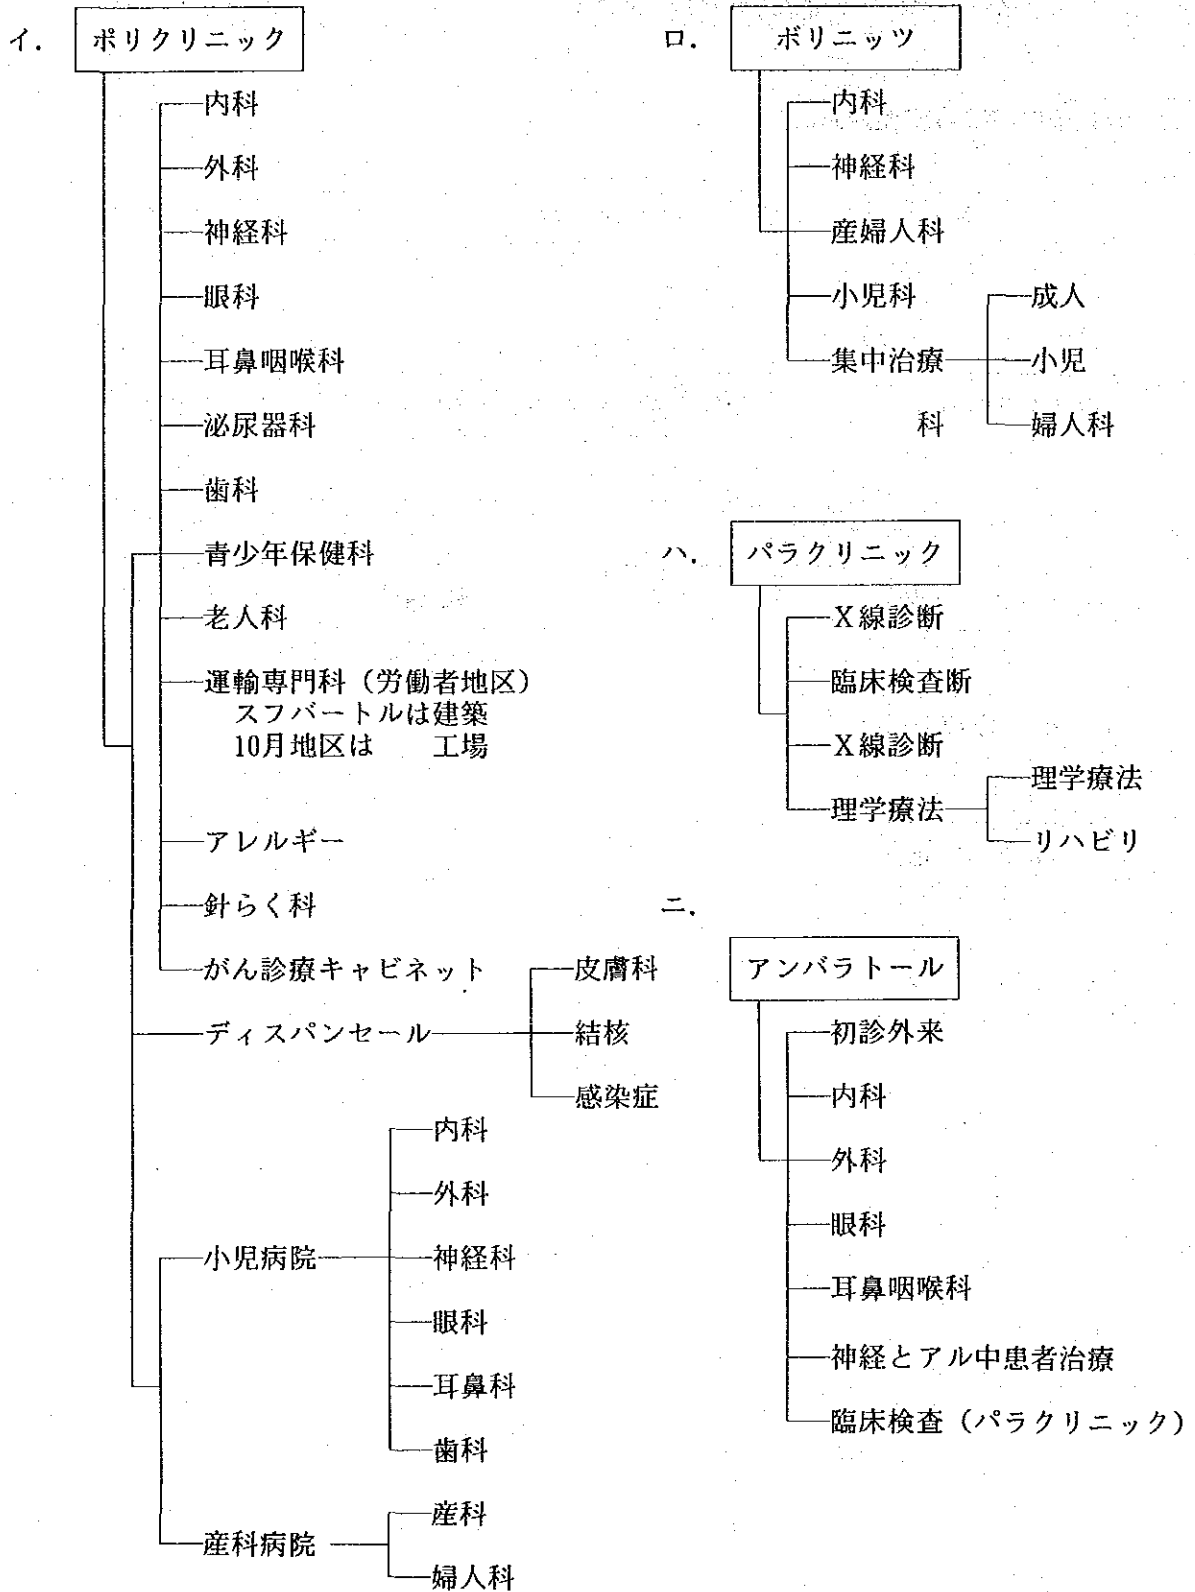 イ. ポリクリニック
内科
外科
神経科
眼科
耳鼻咽喉科
泌尿器科
歯科
青少年保健科
老人科
運輸専門科（労働者地区）
スフバートルは建築
10月地区は 工場
アレルギー
針らく科
がん診療キャビネット
ディスパンセール
皮膚科
結核
感染症
小児病院
内科
外科
神経科
眼科
耳鼻科
歯科
産科病院
産科
婦人科
ロ. ボリニッツ
内科
神経科
産婦人科
小児科
集中治療
科
成人
小児
婦人科
ハ. パラクリニック
X線診断
臨床検査断
X線診断
理学療法
理学療法
リハビリ
ニ.
アンバラトール
初診外来
内科
外科
眼科
耳鼻咽喉科
神経とアル中患者治療
臨床検査（パラクリニック）